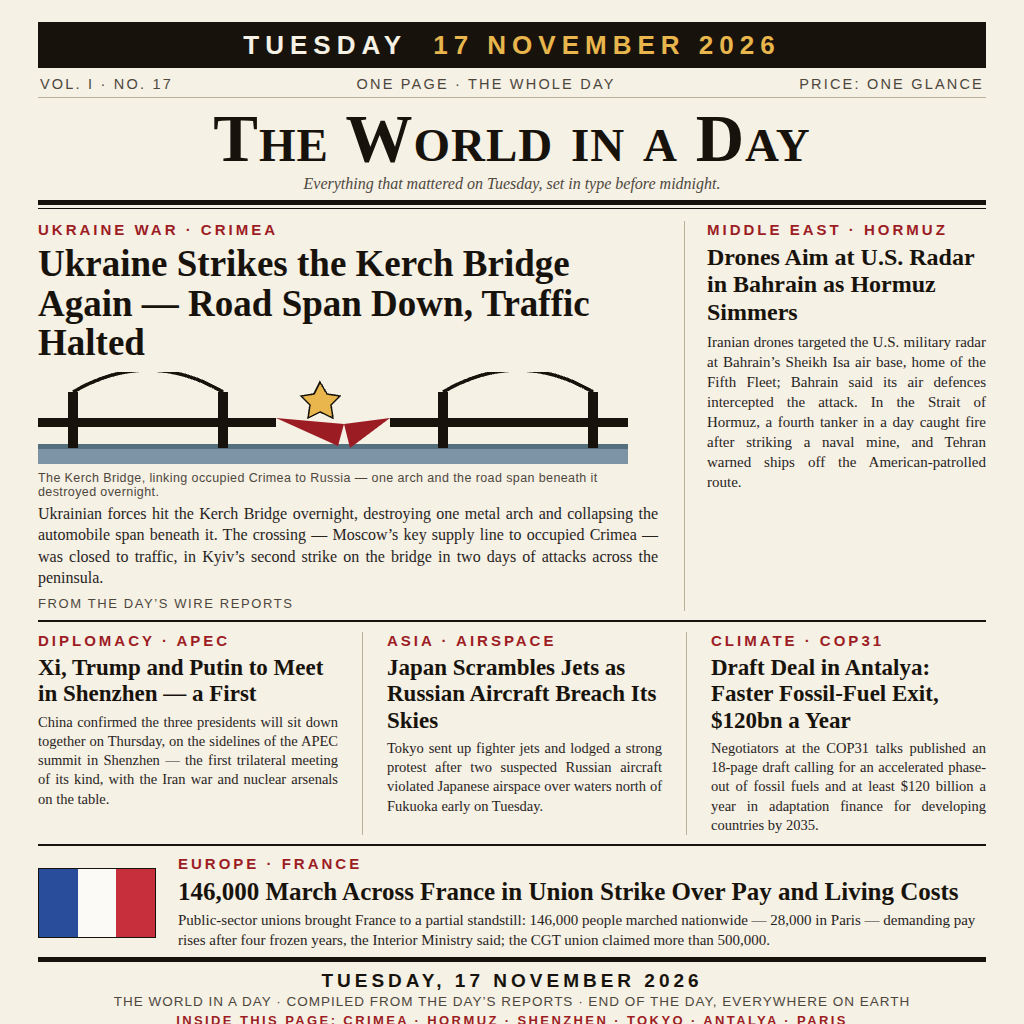 TUESDAY 17 NOVEMBER 2026
VOL. I · NO. 17
ONE PAGE · THE WHOLE DAY
PRICE: ONE GLANCE
The World in a Day
Everything that mattered on Tuesday, set in type before midnight.
UKRAINE WAR · CRIMEA
Ukraine Strikes the Kerch Bridge
Again — Road Span Down, Traffic
Halted
The Kerch Bridge, linking occupied Crimea to Russia — one arch and the road span beneath it
destroyed overnight.
Ukrainian forces hit the Kerch Bridge overnight, destroying one metal arch and collapsing the
automobile span beneath it. The crossing — Moscow’s key supply line to occupied Crimea —
was closed to traffic, in Kyiv’s second strike on the bridge in two days of attacks across the
peninsula.
FROM THE DAY’S WIRE REPORTS
MIDDLE EAST · HORMUZ
Drones Aim at U.S. Radar
in Bahrain as Hormuz
Simmers
Iranian drones targeted the U.S. military radar
at Bahrain’s Sheikh Isa air base, home of the
Fifth Fleet; Bahrain said its air defences
intercepted the attack. In the Strait of
Hormuz, a fourth tanker in a day caught fire
after striking a naval mine, and Tehran
warned ships off the American-patrolled
route.
DIPLOMACY · APEC
Xi, Trump and Putin to Meet
in Shenzhen — a First
China confirmed the three presidents will sit down
together on Thursday, on the sidelines of the APEC
summit in Shenzhen — the first trilateral meeting
of its kind, with the Iran war and nuclear arsenals
on the table.
ASIA · AIRSPACE
Japan Scrambles Jets as
Russian Aircraft Breach Its
Skies
Tokyo sent up fighter jets and lodged a strong
protest after two suspected Russian aircraft
violated Japanese airspace over waters north of
Fukuoka early on Tuesday.
CLIMATE · COP31
Draft Deal in Antalya:
Faster Fossil-Fuel Exit,
$120bn a Year
Negotiators at the COP31 talks published an
18-page draft calling for an accelerated phase-
out of fossil fuels and at least $120 billion a
year in adaptation finance for developing
countries by 2035.
EUROPE · FRANCE
146,000 March Across France in Union Strike Over Pay and Living Costs
Public-sector unions brought France to a partial standstill: 146,000 people marched nationwide — 28,000 in Paris — demanding pay
rises after four frozen years, the Interior Ministry said; the CGT union claimed more than 500,000.
TUESDAY, 17 NOVEMBER 2026
THE WORLD IN A DAY · COMPILED FROM THE DAY’S REPORTS · END OF THE DAY, EVERYWHERE ON EARTH
INSIDE THIS PAGE: CRIMEA · HORMUZ · SHENZHEN · TOKYO · ANTALYA · PARIS